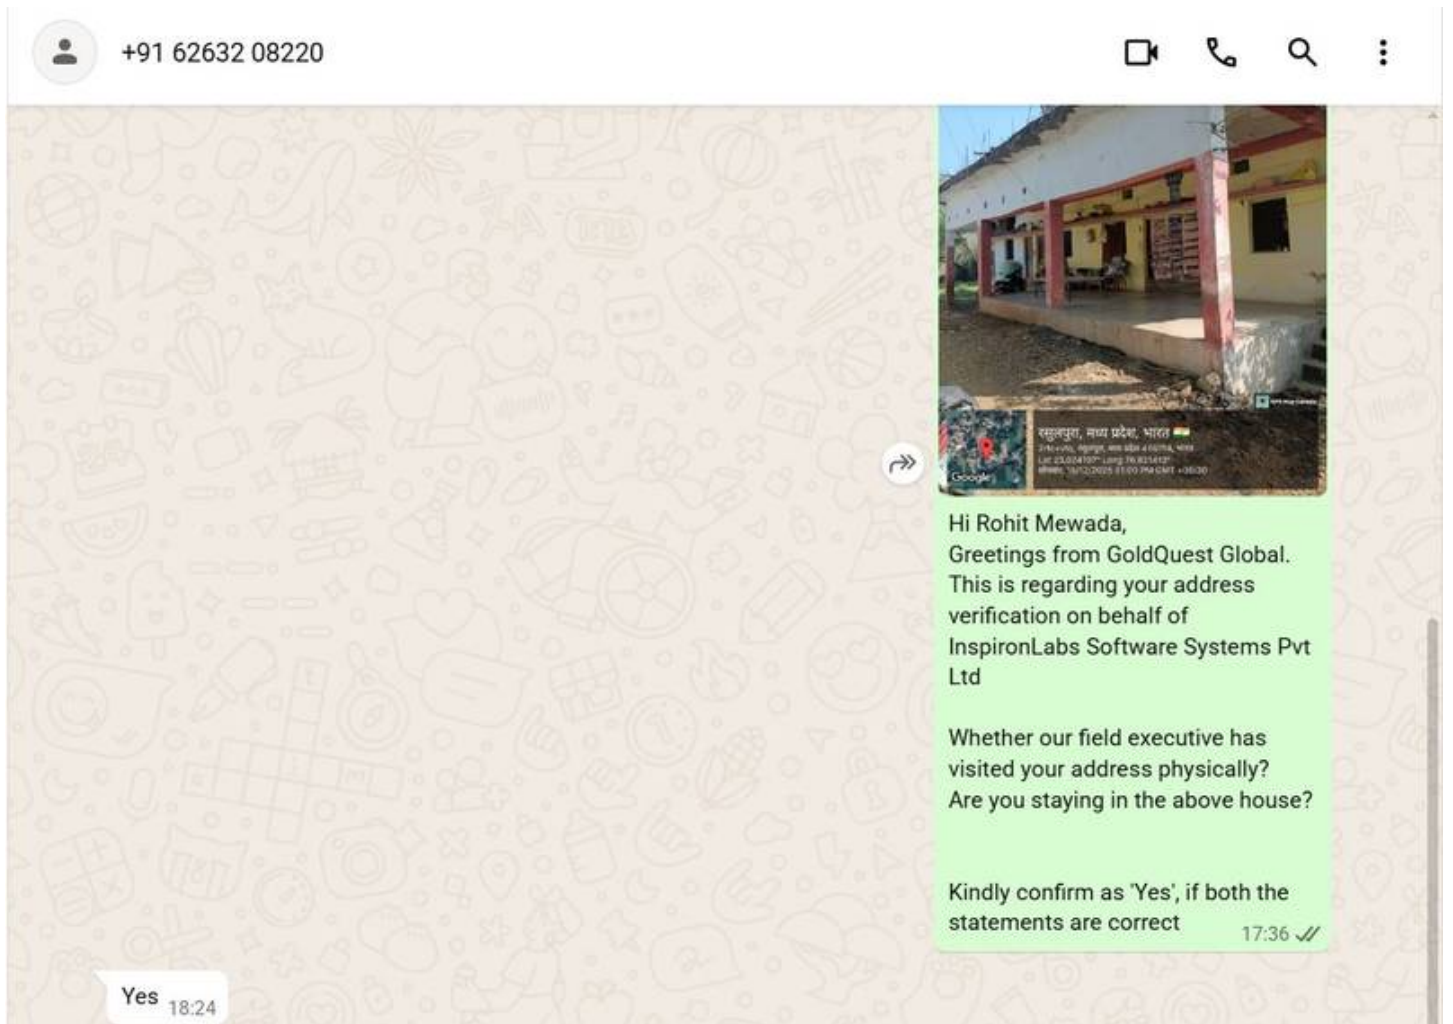 +91 62632 08220
रसुलपुरा, मध्य प्रदेश, भारत
Google
Hi Rohit Mewada,
Greetings from GoldQuest Global.
This is regarding your address
verification on behalf of
InspironLabs Software Systems Pvt
Ltd
Whether our field executive has
visited your address physically?
Are you staying in the above house?
Kindly confirm as 'Yes', if both the
statements are correct
17:36
Yes
18:24